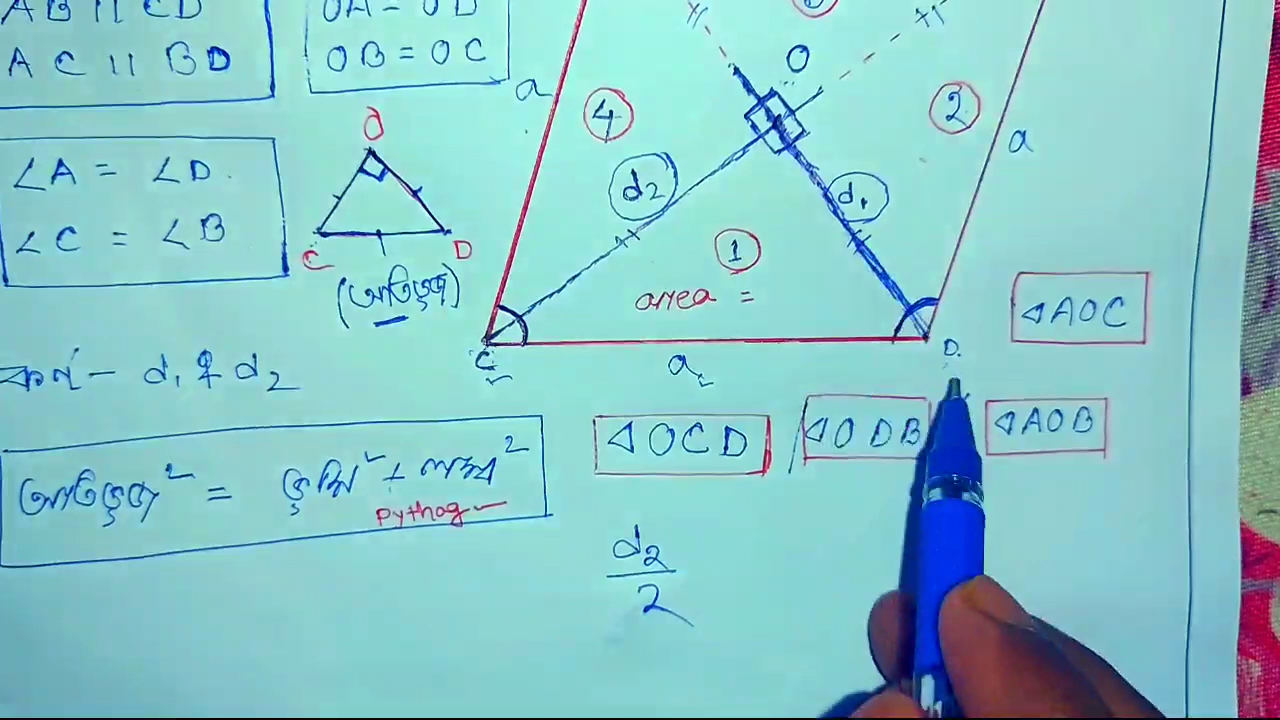 AB || CD
AC || BD
OA = OD
OB = OC
∠A = ∠D.
∠C = ∠B
O
C D
(অতিভুজ)
O
a
4
2
a
d2
d1
1
area =
C
D.
a
◁AOC
কর্ন - d1 ও d2
◁OCD
◁ODB
◁AOB
অতিভুজ² = ভুমি² + লম্ব²
Pythag
d2
2